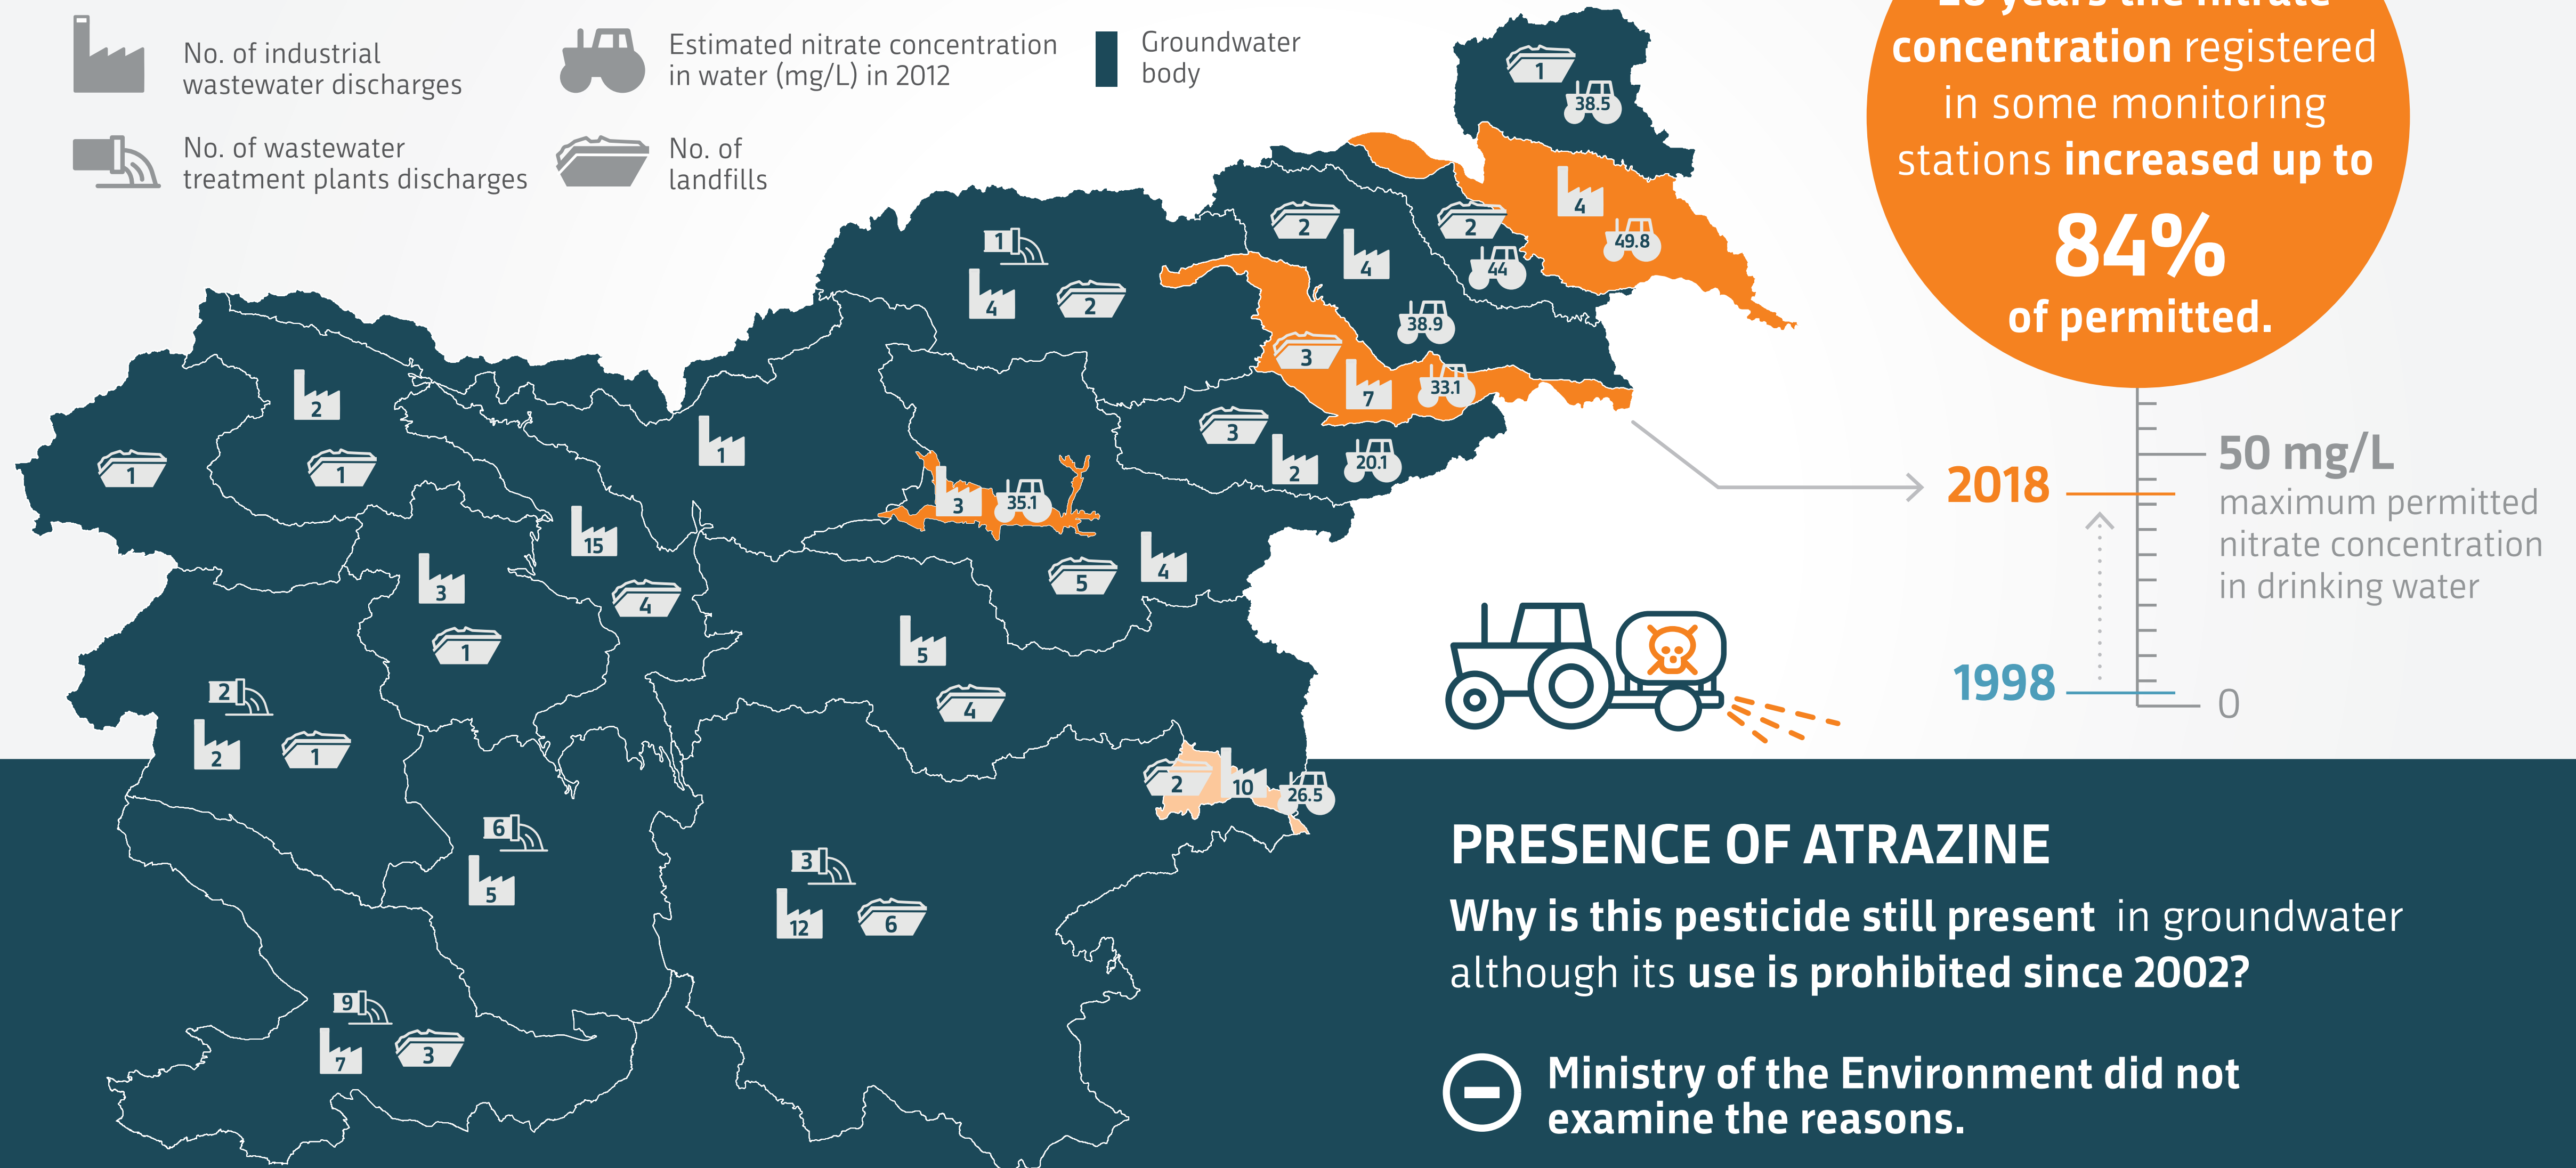 No. of industrial
wastewater discharges
Estimated nitrate concentration
in water (mg/L) in 2012
Groundwater
body
No. of wastewater
treatment plants discharges
No. of
landfills
years the nitrate
concentration registered
in some monitoring
stations increased up to
84%
of permitted.
1
38.5
4
49.8
2
4
2
44
38.9
1
4
2
3
7
33.1
3
2
20.1
2
1
1
1
3
35.1
15
4
3
1
5
4
5
4
2
2
1
2
10
26.5
6
5
3
12
6
9
7
3
50 mg/L
maximum permitted
nitrate concentration
in drinking water
2018
1998
0
PRESENCE OF ATRAZINE
Why is this pesticide still present in groundwater
although its use is prohibited since 2002?
Ministry of the Environment did not
examine the reasons.